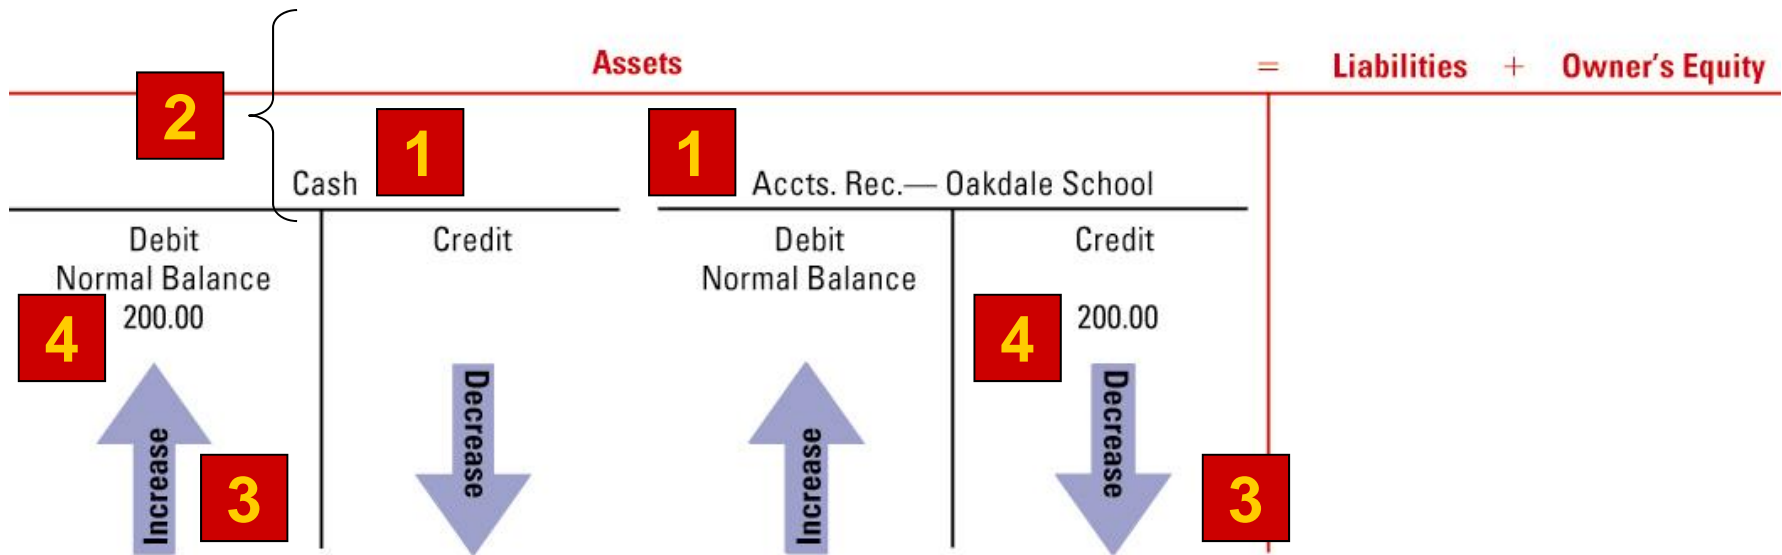 Assets = Liabilities + Owner's Equity
2
1 1
Cash Accts. Rec.— Oakdale School
Debit Credit Debit Credit
Normal Balance Normal Balance
4 200.00 4 200.00
Increase Decrease Increase Decrease
3 3